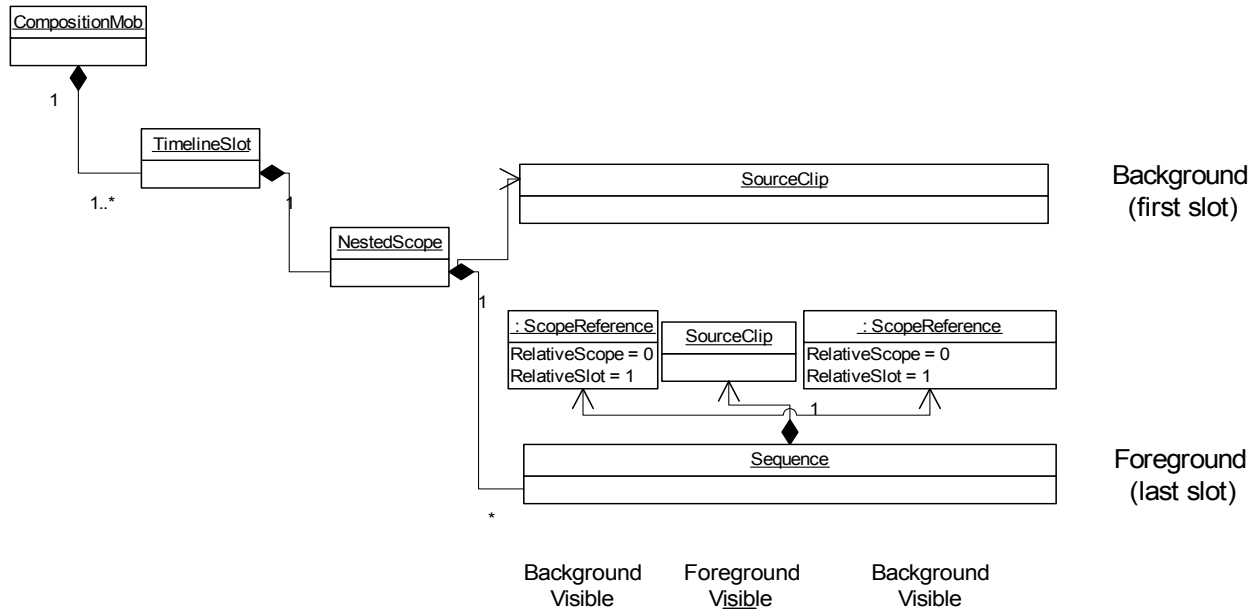 CompositionMob
1
TimelineSlot
1..*
1
SourceClip
Background
(first slot)
NestedScope
1
: ScopeReference
RelativeScope = 0
RelativeSlot = 1
SourceClip
: ScopeReference
RelativeScope = 0
RelativeSlot = 1
1
Sequence
Foreground
(last slot)
*
Background
Visible
Foreground
Visible
Background
Visible